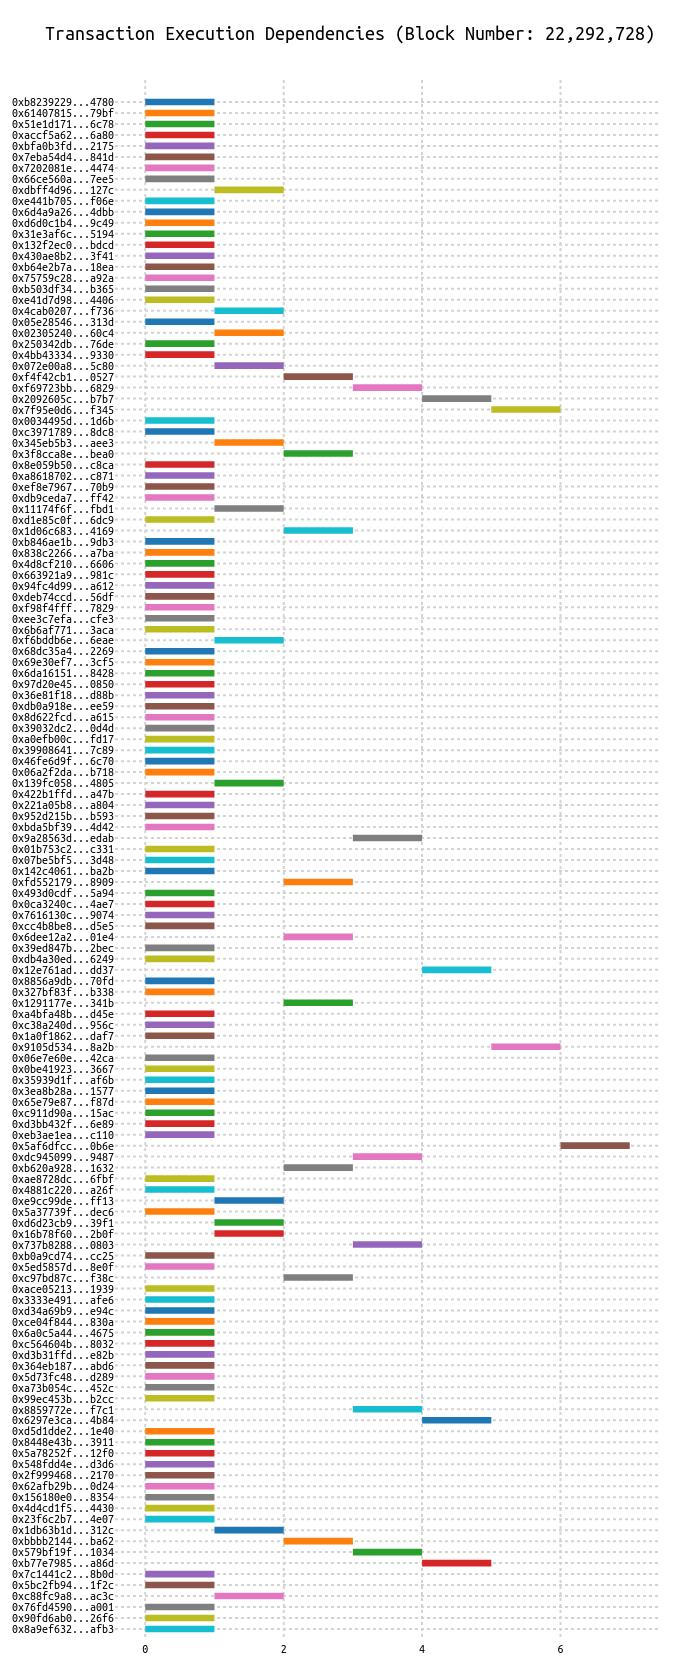 Transaction Execution Dependencies (Block Number: 22,292,728)
0xb8239229...4780
0x61407815...79bf
0x51e1d171...6c78
0xaccf5a62...6a80
0xbfa0b3fd...2175
0x7eba54d4...841d
0x7202081e...4474
0x66ce560a...7ee5
0xdbff4d96...127c
0xe441b705...f06e
0x6d4a9a26...4dbb
0xd6d0c1b4...9c49
0x31e3af6c...5194
0x132f2ec0...bdcd
0x430ae8b2...3f41
0xb64e2b7a...18ea
0x75759c28...a92a
0xb503df34...b365
0xe41d7d98...4406
0x4cab0207...f736
0x05e28546...313d
0x02305240...60c4
0x250342db...76de
0x4bb43334...9330
0x072e00a8...5c80
0xf4f42cb1...0527
0xf69723bb...6829
0x2092605c...b7b7
0x7f95e0d6...f345
0x0034495d...1d6b
0xc3971789...8dc8
0x345eb5b3...aee3
0x3f8cca8e...bea0
0x8e059b50...c8ca
0xa8618702...c871
0xef8e7967...70b9
0xdb9ceda7...ff42
0x11174f6f...fbd1
0xd1e85c0f...6dc9
0x1d06c683...4169
0xb846ae1b...9db3
0x838c2266...a7ba
0x4d8cf210...6606
0x663921a9...981c
0x94fc4d99...a612
0xdeb74ccd...56df
0xf98f4fff...7829
0xee3c7efa...cfe3
0x6b6af771...3aca
0xf6bddb6e...6eae
0x68dc35a4...2269
0x69e30ef7...3cf5
0x6da16151...8428
0x97d20e45...0850
0x36e81f18...d88b
0xdb0a918e...ee59
0x8d622fcd...a615
0x39032dc2...0d4d
0xa0efb00c...fd17
0x39908641...7c89
0x46fe6d9f...6c70
0x06a2f2da...b718
0x139fc058...4805
0x422b1ffd...a47b
0x221a05b8...a804
0x952d215b...b593
0xbda5bf39...4d42
0x9a28563d...edab
0x01b753c2...c331
0x07be5bf5...3d48
0x142c4061...ba2b
0xfd552179...8909
0x493d0cdf...5a94
0x0ca3240c...4ae7
0x7616130c...9074
0xcc4b8be8...d5e5
0x6dee12a2...01e4
0x39ed847b...2bec
0xdb4a30ed...6249
0x12e761ad...dd37
0x8856a9db...70fd
0x327bf83f...b338
0x1291177e...341b
0xa4bfa48b...d45e
0xc38a240d...956c
0x1a0f1862...daf7
0x9105d534...8a2b
0x06e7e60e...42ca
0x0be41923...3667
0x35939d1f...af6b
0x3ea8b28a...1577
0x65e79e87...f87d
0xc911d90a...15ac
0xd3bb432f...6e89
0xeb3ae1ea...c110
0x5af6dfcc...0b6e
0xdc945099...9487
0xb620a928...1632
0xae8728dc...6fbf
0x4881c220...a26f
0xe9cc99de...ff13
0x5a37739f...dec6
0xd6d23cb9...39f1
0x16b78f60...2b0f
0x737b8288...0803
0xb0a9cd74...cc25
0x5ed5857d...8e0f
0xc97bd87c...f38c
0xace05213...1939
0x3333e491...afe6
0xd34a69b9...e94c
0xce04f844...830a
0x6a0c5a44...4675
0xc564604b...8032
0xd3b31ffd...e82b
0x364eb187...abd6
0x5d73fc48...d289
0xa73b054c...452c
0x99ec453b...b2cc
0x8859772e...f7c1
0x6297e3ca...4b84
0xd5d1dde2...1e40
0x8448e43b...3911
0x5a78252f...12f0
0x548fdd4e...d3d6
0x2f999468...2170
0x62afb29b...0d24
0x156180e0...8354
0x4d4cd1f5...4430
0x23f6c2b7...4e07
0x1db63b1d...312c
0xbbbb2144...ba62
0x579bf19f...1034
0xb77e7985...a86d
0x7c1441c2...8b0d
0x5bc2fb94...1f2c
0xc88fc9a8...ac3c
0x76fd4590...a001
0x90fd6ab0...26f6
0x8a9ef632...afb3
0 2 4 6